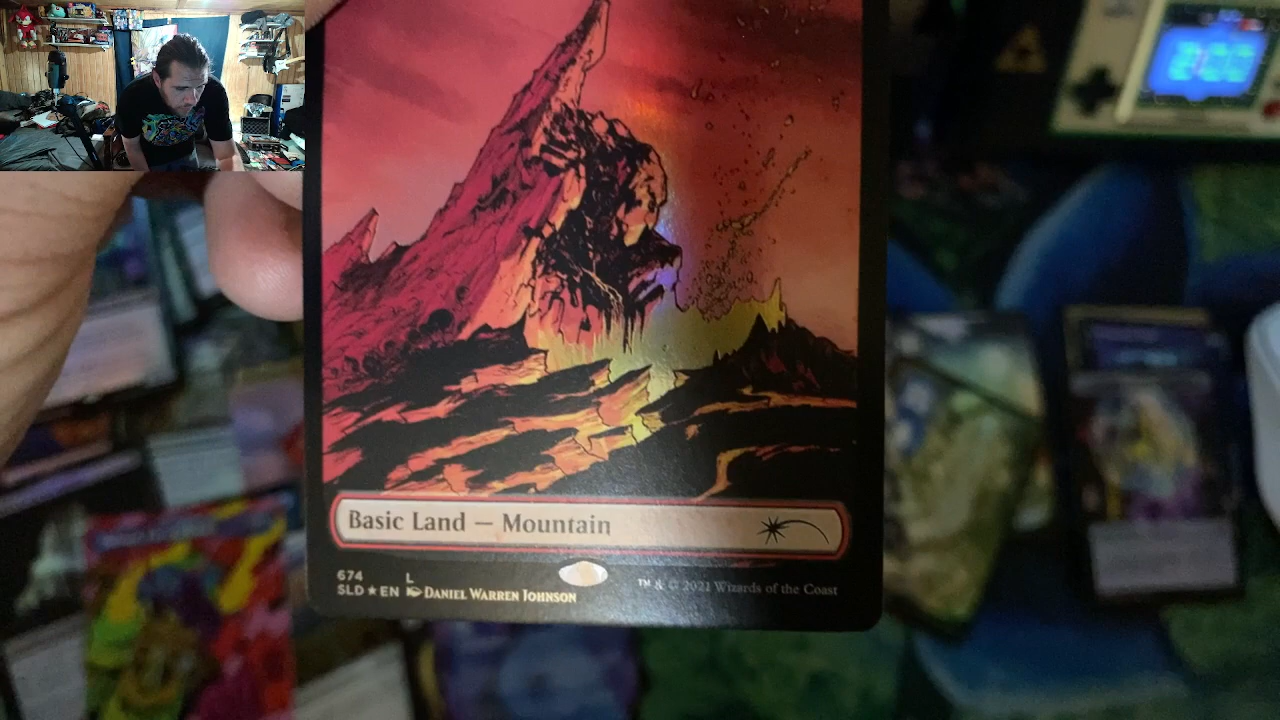 Basic Land — Mountain
674 L
SLD★EN DANIEL WARREN JOHNSON ™ & © 2021 Wizards of the Coast